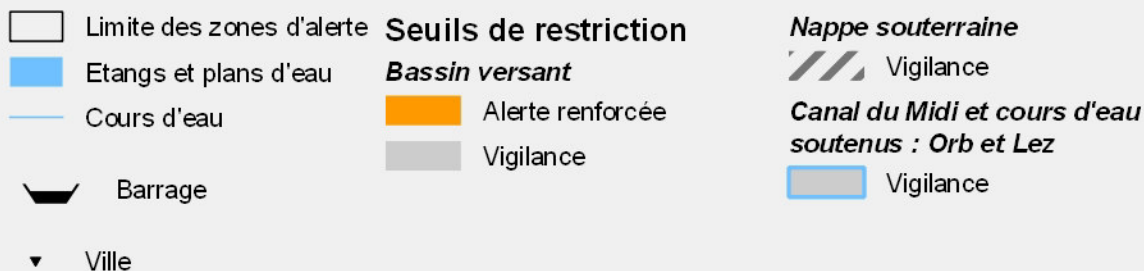 Limite des zones d'alerte
Etangs et plans d'eau
Cours d'eau
Barrage
Ville
Seuils de restriction
Bassin versant
Alerte renforcée
Vigilance
Nappe souterraine
Vigilance
Canal du Midi et cours d'eau
soutenus : Orb et Lez
Vigilance